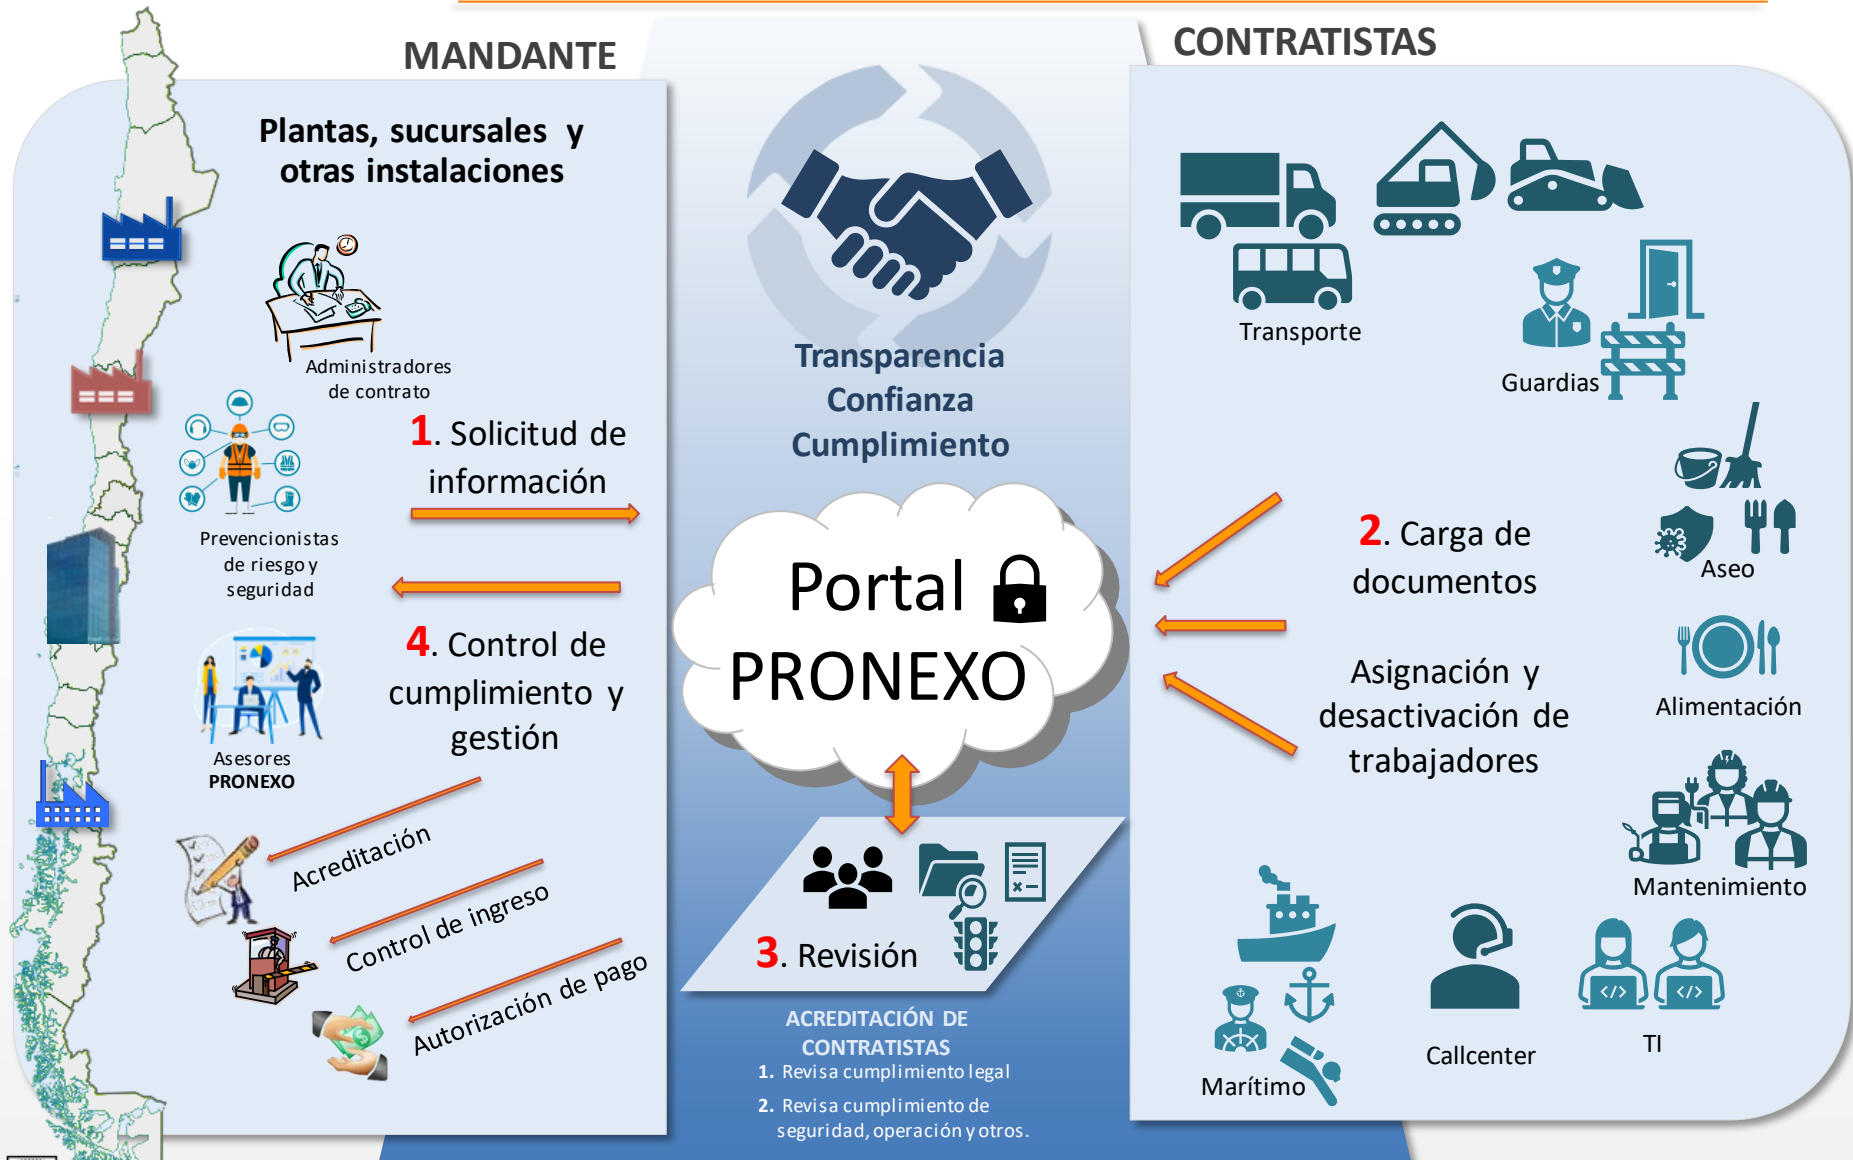 MANDANTE
CONTRATISTAS
Plantas, sucursales y
otras instalaciones
Administradores
de contrato
1. Solicitud de
información
Prevencionistas
de riesgo y
seguridad
4. Control de
cumplimiento y
gestión
Asesores
PRONEXO
Acreditación
Control de ingreso
Autorización de pago
Transparencia
Confianza
Cumplimiento
Portal
PRONEXO
3. Revisión
ACREDITACIÓN DE
CONTRATISTAS
1. Revisa cumplimiento legal
2. Revisa cumplimiento de
seguridad, operación y otros.
Transporte
Guardias
2. Carga de
documentos
Aseo
Asignación y
desactivación de
trabajadores
Alimentación
Mantenimiento
Marítimo
Callcenter
</>
</>
TI